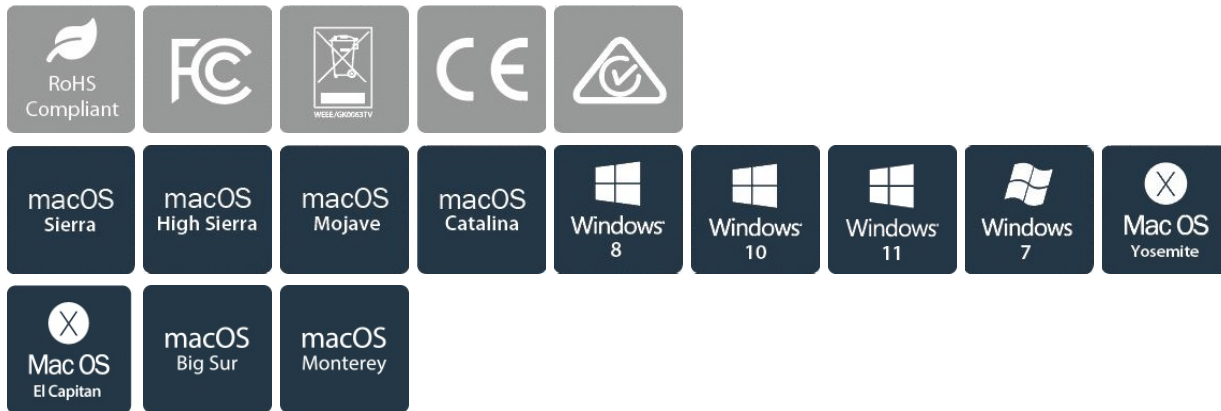 RoHS
Compliant
FC
WEEE/GK0063TV
CE
macOS
Sierra
macOS
High Sierra
macOS
Mojave
macOS
Catalina
Windows
8
Windows
10
Windows
11
Windows
7
X
Mac OS
Yosemite
X
Mac OS
El Capitan
macOS
Big Sur
macOS
Monterey